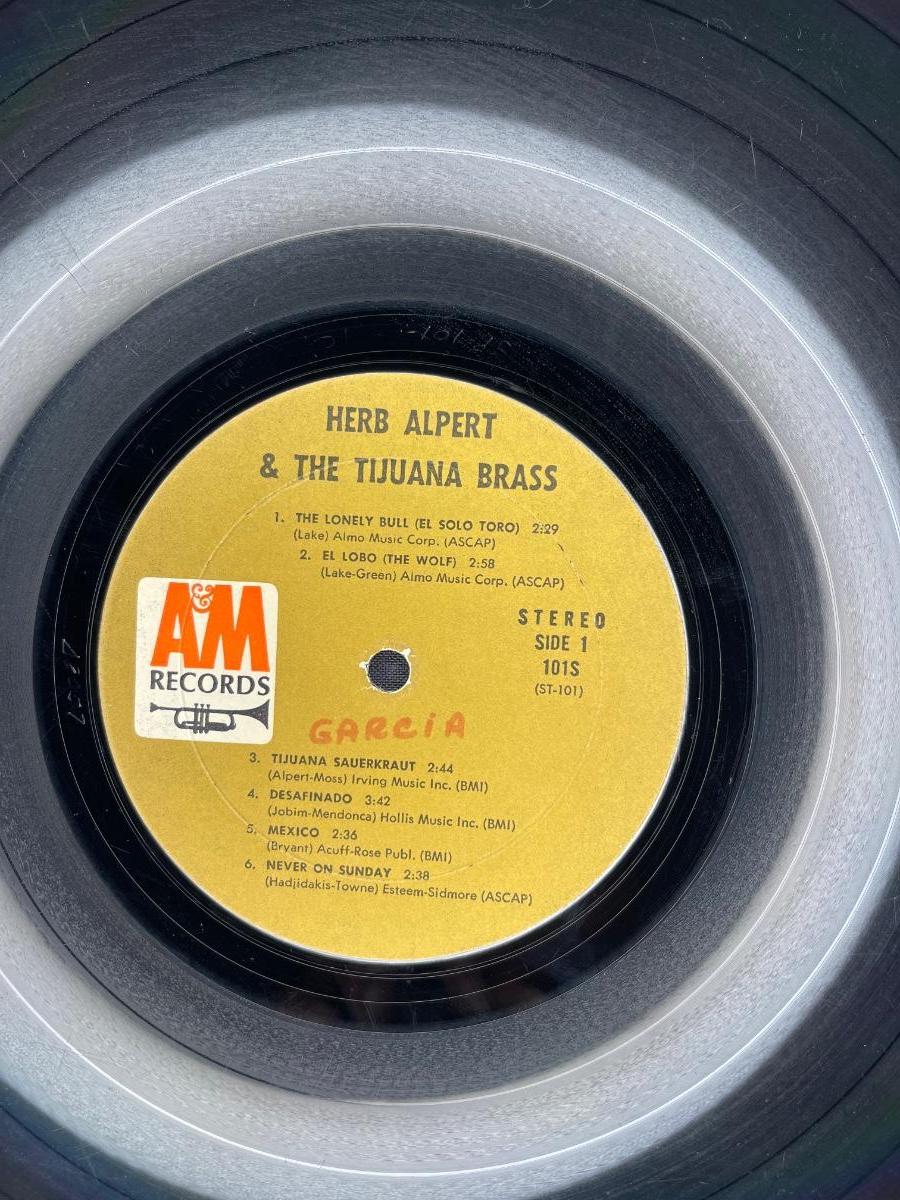 HERB ALPERT
& THE TIJUANA BRASS
1. THE LONELY BULL (EL SOLO TORO) 2:29
(Lake) Almo Music Corp. (ASCAP)
2. EL LOBO (THE WOLF) 2:58
(Lake-Green) Almo Music Corp. (ASCAP)
A&M
RECORDS
STEREO
SIDE 1
101S
(ST-101)
GARCIA
3. TIJUANA SAUERKRAUT 2:44
(Alpert-Moss) Irving Music Inc. (BMI)
4. DESAFINADO 3:42
(Jobim-Mendonca) Hollis Music Inc. (BMI)
5. MEXICO 2:36
(Bryant) Acuff-Rose Publ. (BMI)
6. NEVER ON SUNDAY 2:38
(Hadjidakis-Towne) Esteem-Sidmore (ASCAP)